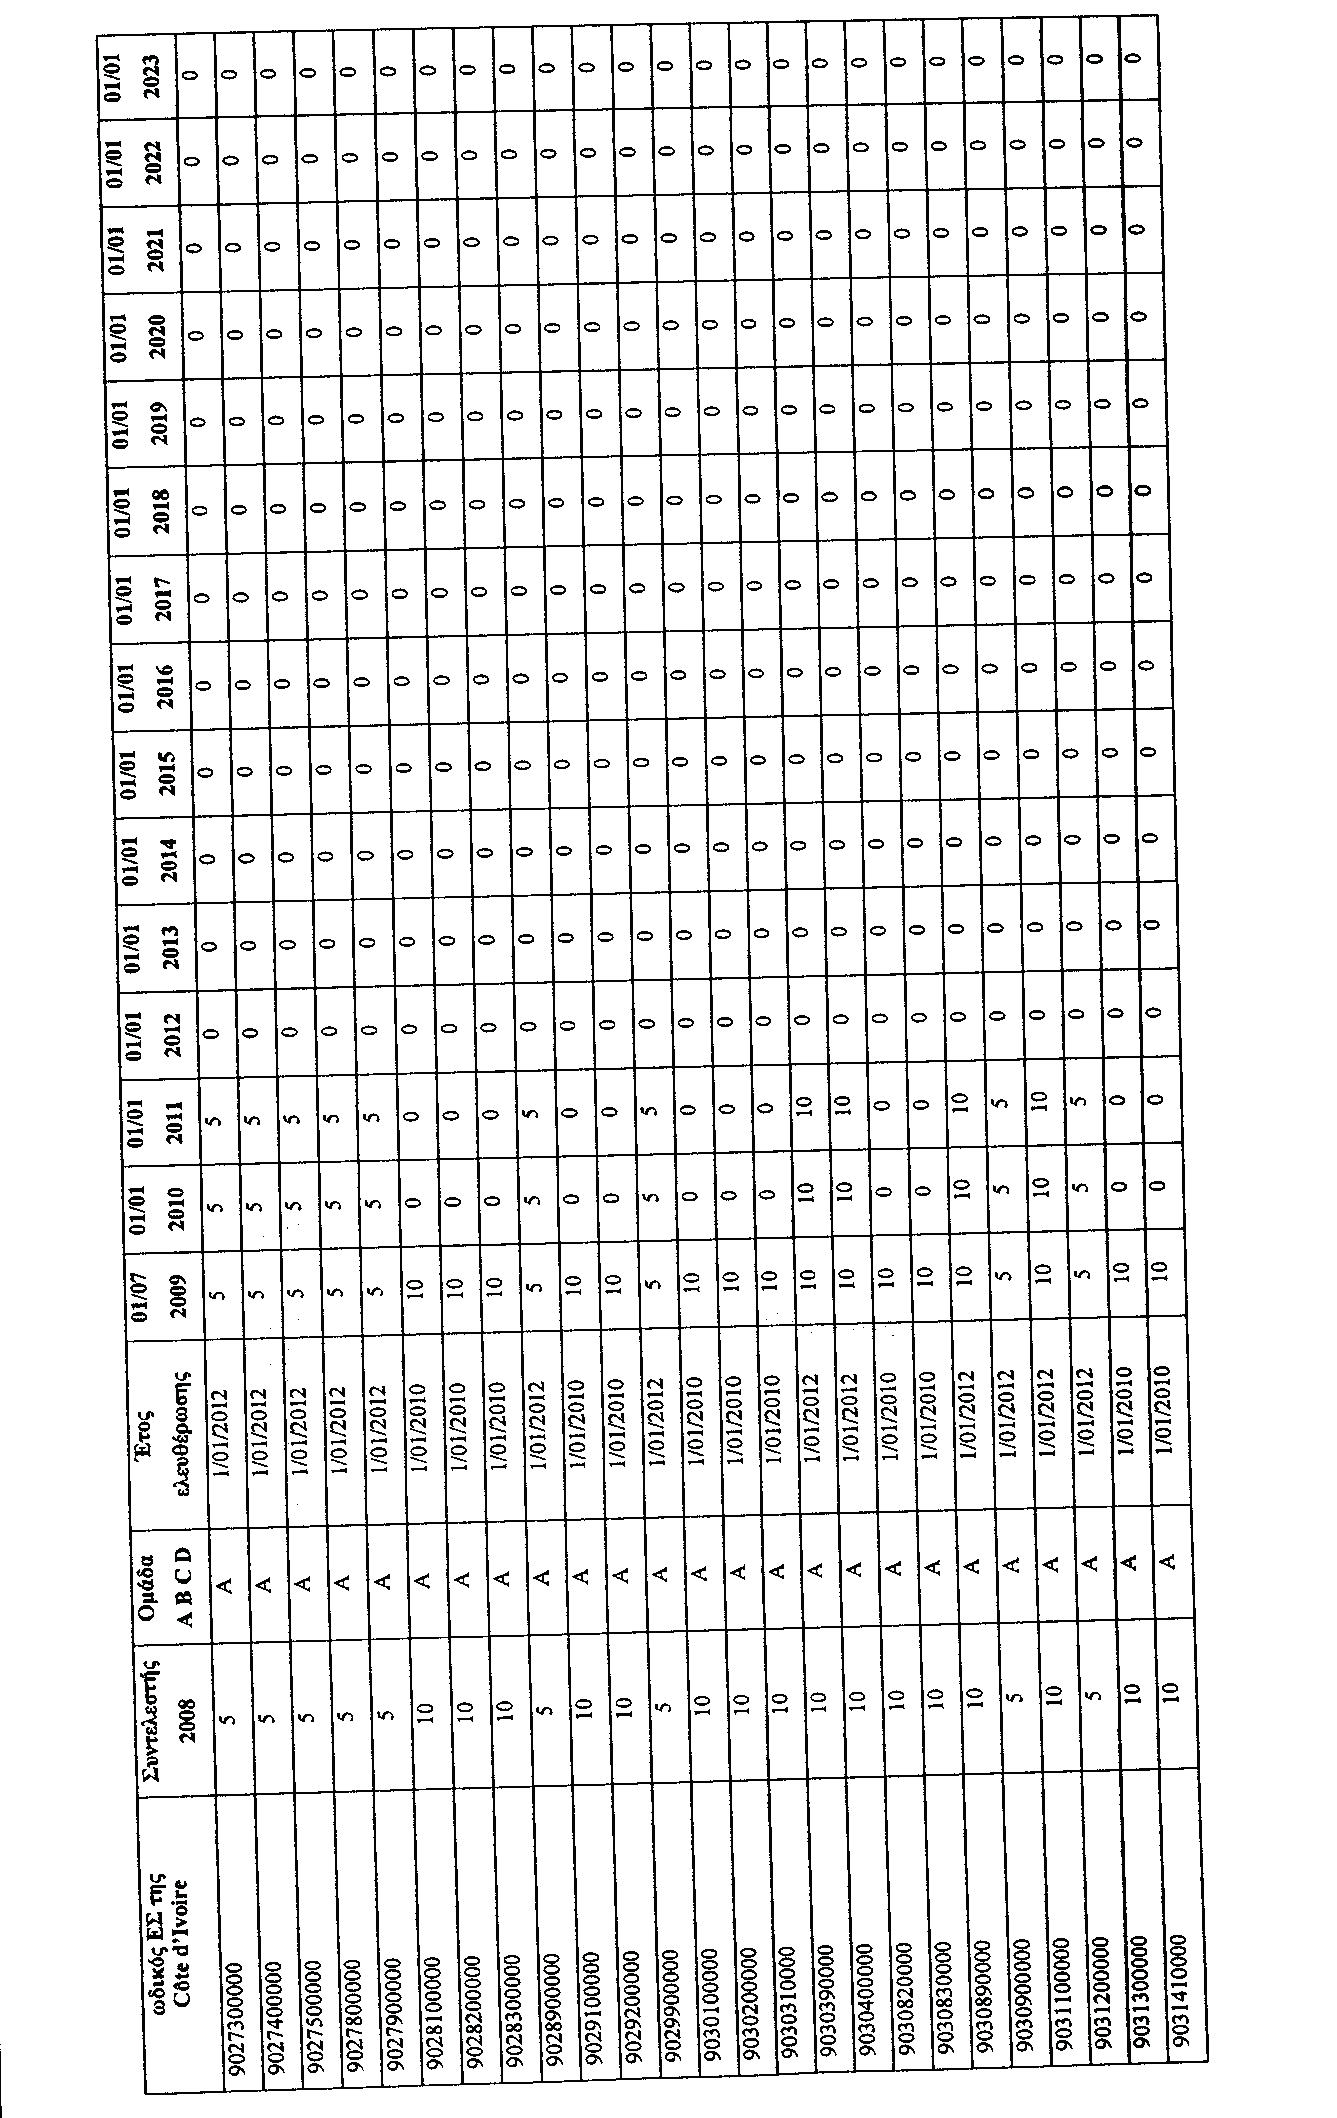 ωδικός ΕΣ της Συντελεστής Ομάδα Έτος 01/07 01/01 01/01 01/01 01/01 01/01 01/01 01/01 01/01 01/01 01/01 01/01 01/01 01/01 01/01
Côte d'Ivoire 2008 A B C D ελευθέρωσης 2009 2010 2011 2012 2013 2014 2015 2016 2017 2018 2019 2020 2021 2022 2023
9027300000 5 A 1/01/2012 5 5 5 0 0 0 0 0 0 0 0 0 0 0 0
9027400000 5 A 1/01/2012 5 5 5 0 0 0 0 0 0 0 0 0 0 0 0
9027500000 5 A 1/01/2012 5 5 5 0 0 0 0 0 0 0 0 0 0 0 0
9027800000 5 A 1/01/2012 5 5 5 0 0 0 0 0 0 0 0 0 0 0 0
9027900000 5 A 1/01/2012 5 5 5 0 0 0 0 0 0 0 0 0 0 0 0
9028100000 10 A 1/01/2010 10 0 0 0 0 0 0 0 0 0 0 0 0 0 0
9028200000 10 A 1/01/2010 10 0 0 0 0 0 0 0 0 0 0 0 0 0 0
9028300000 10 A 1/01/2010 10 0 0 0 0 0 0 0 0 0 0 0 0 0 0
9028900000 5 A 1/01/2012 5 5 5 0 0 0 0 0 0 0 0 0 0 0 0
9029100000 10 A 1/01/2010 10 0 0 0 0 0 0 0 0 0 0 0 0 0 0
9029200000 10 A 1/01/2010 10 0 0 0 0 0 0 0 0 0 0 0 0 0 0
9029900000 5 A 1/01/2012 5 5 5 0 0 0 0 0 0 0 0 0 0 0 0
9030100000 10 A 1/01/2010 10 0 0 0 0 0 0 0 0 0 0 0 0 0 0
9030200000 10 A 1/01/2010 10 0 0 0 0 0 0 0 0 0 0 0 0 0 0
9030310000 10 A 1/01/2010 10 0 0 0 0 0 0 0 0 0 0 0 0 0 0
9030390000 10 A 1/01/2012 10 10 10 0 0 0 0 0 0 0 0 0 0 0 0
9030400000 10 A 1/01/2012 10 10 10 0 0 0 0 0 0 0 0 0 0 0 0
9030820000 10 A 1/01/2010 10 0 0 0 0 0 0 0 0 0 0 0 0 0 0
9030830000 10 A 1/01/2010 10 0 0 0 0 0 0 0 0 0 0 0 0 0 0
9030890000 10 A 1/01/2012 10 10 10 0 0 0 0 0 0 0 0 0 0 0 0
9030900000 5 A 1/01/2012 5 5 5 0 0 0 0 0 0 0 0 0 0 0 0
9031100000 10 A 1/01/2012 10 10 10 0 0 0 0 0 0 0 0 0 0 0 0
9031200000 5 A 1/01/2012 5 5 5 0 0 0 0 0 0 0 0 0 0 0 0
9031300000 10 A 1/01/2010 10 0 0 0 0 0 0 0 0 0 0 0 0 0 0
9031410000 10 A 1/01/2010 10 0 0 0 0 0 0 0 0 0 0 0 0 0 0